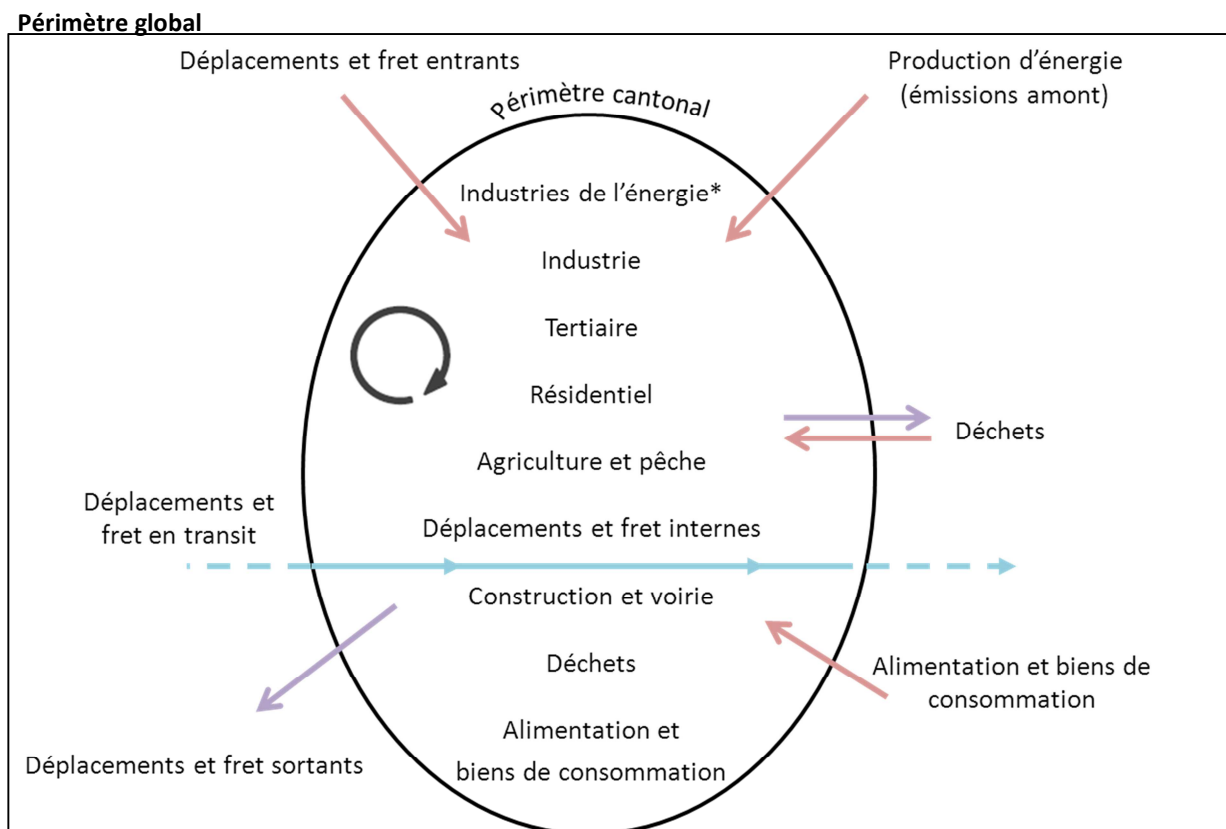 Périmètre global
Déplacements et fret entrants
Production d’énergie
(émissions amont)
Périmètre cantonal
Industries de l’énergie*
Industrie
Tertiaire
Résidentiel
Déchets
Agriculture et pêche
Déplacements et
fret en transit
Déplacements et fret internes
Construction et voirie
Déchets
Alimentation et biens de
consommation
Alimentation et
biens de consommation
Déplacements et fret sortants